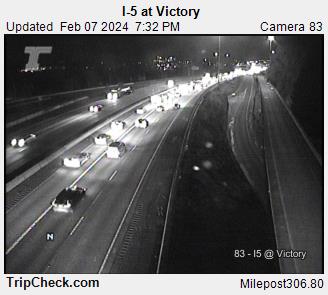 I-5 at Victory
Updated Feb 07 2024 7:32 PM Camera 83
N
83 - I5 @ Victory
TripCheck.com Milepost306.80